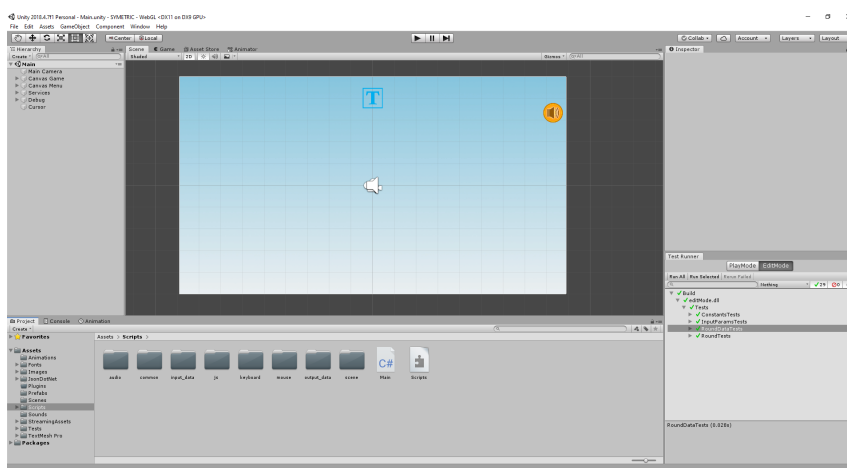 Unity 2018.4.7f1 Personal - Main.unity - SYMETRIC - WebGL <DX11 on DX9 GPU>
File Edit Assets GameObject Component Window Help
Center Local Collab Account Layers Layout
Hierarchy Scene Game Asset Store Animator Inspector
Create All Shaded 2D Gizmos All
Main
Main Camera
Canvas Game
Canvas Menu
Services
Debug
Cursor
T
Test Runner
PlayMode EditMode
Run All Run Selected Rerun Failed
Nothing 29 0
Build
editMode.dll
Tests
ConstantsTests
InputParamsTests
RoundDataTests
RoundTests
RoundDataTests (0.028s)
Project Console Animation
Create
Favorites
Assets > Scripts >
Assets
Animations
Fonts
Images
JsonDotNet
Plugins
Prefabs
Scenes
Scripts
Sounds
StreamingAssets
Tests
TextMesh Pro
Packages
C#
audio common input_data js keyboard mouse output_data scene Main Scripts